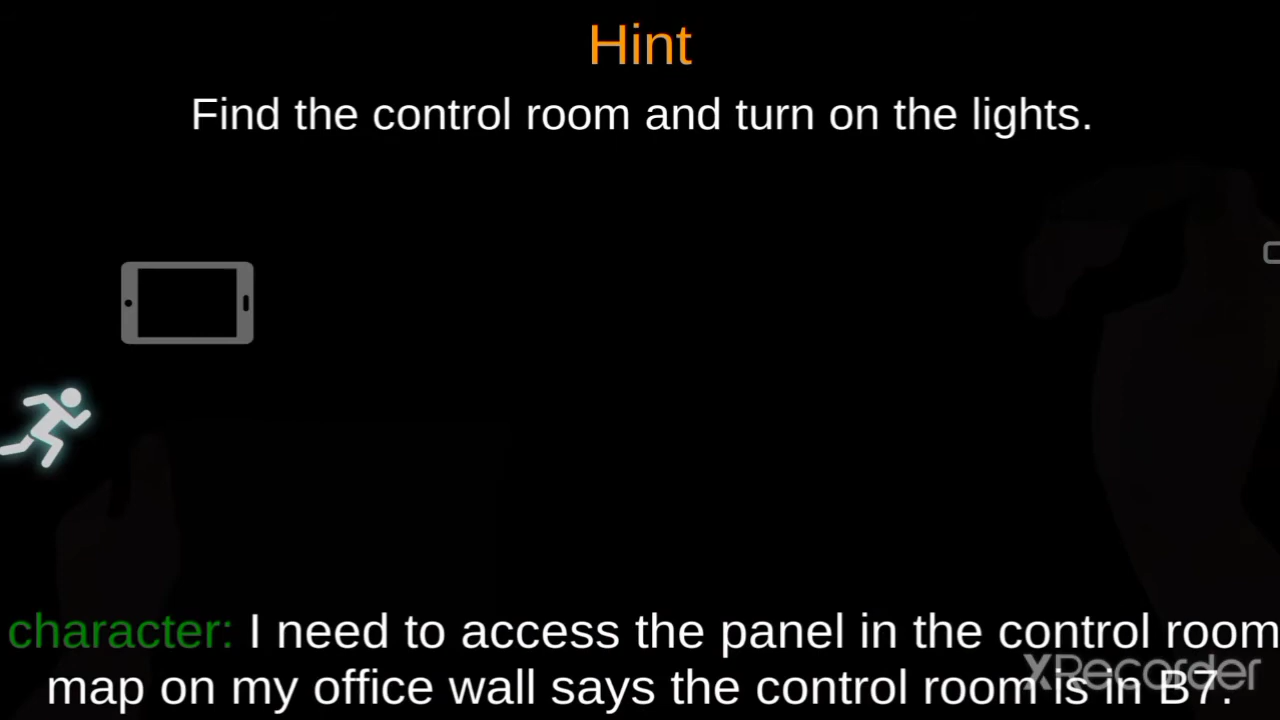 Hint
Find the control room and turn on the lights.
character: I need to access the panel in the control room
map on my office wall says the control room is in B7.
XRecorder